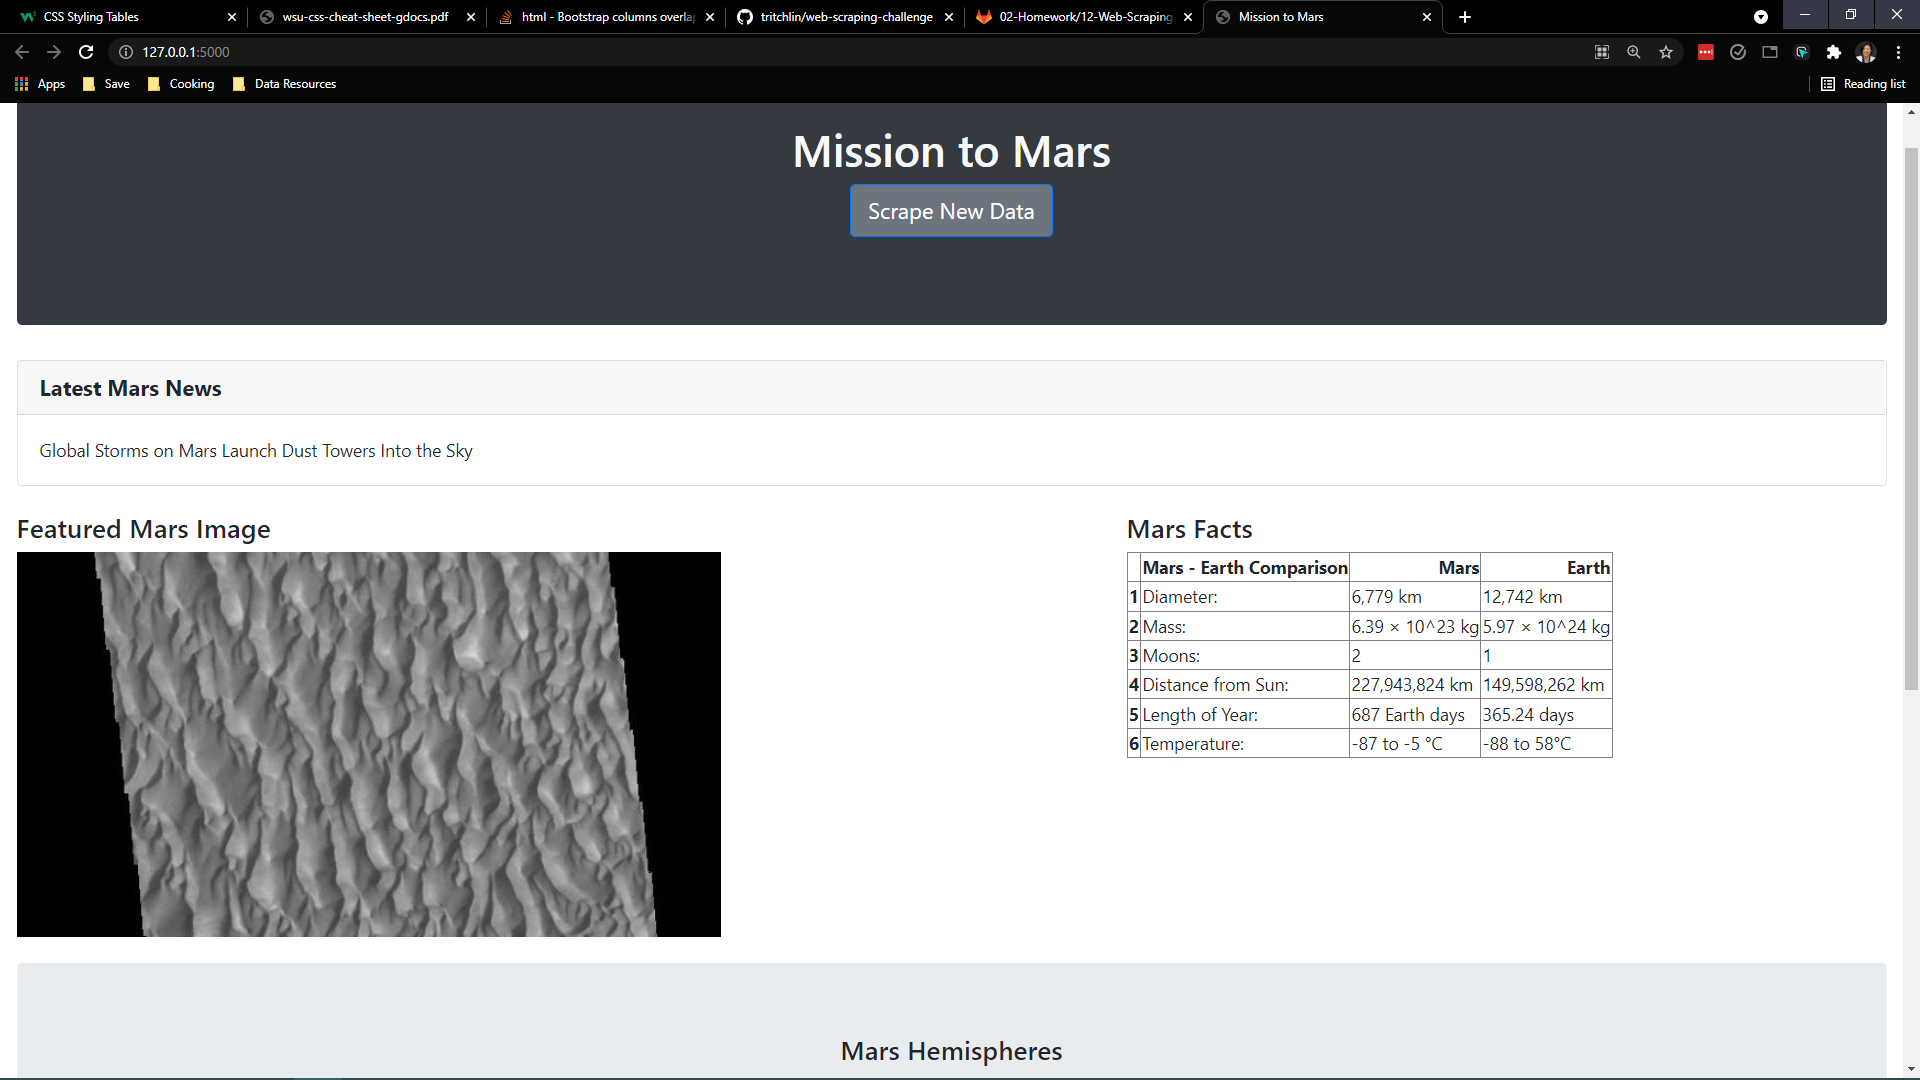 CSS Styling Tables
wsu-css-cheat-sheet-gdocs.pdf
html - Bootstrap columns overla
tritchlin/web-scraping-challenge
02-Homework/12-Web-Scraping
Mission to Mars
127.0.0.1:5000
Apps
Save
Cooking
Data Resources
Reading list
Mission to Mars
Scrape New Data
Latest Mars News
Global Storms on Mars Launch Dust Towers Into the Sky
Featured Mars Image
Mars Facts
Mars - Earth Comparison Mars Earth
1 Diameter: 6,779 km 12,742 km
2 Mass: 6.39 × 10^23 kg 5.97 × 10^24 kg
3 Moons: 2 1
4 Distance from Sun: 227,943,824 km 149,598,262 km
5 Length of Year: 687 Earth days 365.24 days
6 Temperature: -87 to -5 °C -88 to 58°C
Mars Hemispheres